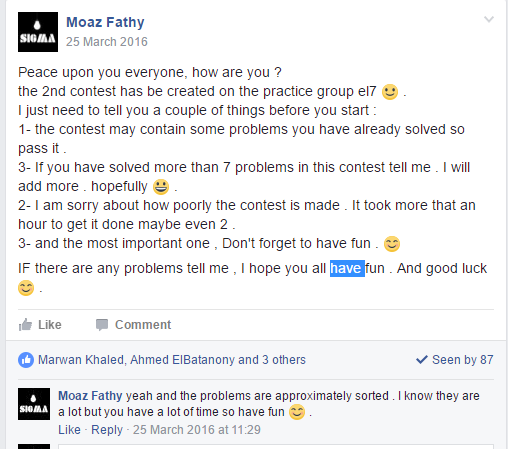 SIGMA
Moaz Fathy
25 March 2016
Peace upon you everyone, how are you ?
the 2nd contest has be created on the practice group el7 😉 .
I just need to tell you a couple of things before you start :
1- the contest may contain some problems you have already solved so
pass it .
3- If you have solved more than 7 problems in this contest tell me . I will
add more . hopefully 😃 .
2- I am sorry about how poorly the contest is made . It took more that an
hour to get it done maybe even 2 .
3- and the most important one , Don't forget to have fun . 😊
IF there are any problems tell me , I hope you all have fun . And good luck
😊 .
Like Comment
Marwan Khaled, Ahmed ElBatanony and 3 others ✓ Seen by 87
SIGMA
Moaz Fathy yeah and the problems are approximately sorted . I know they are
a lot but you have a lot of time so have fun 😊 .
Like · Reply · 25 March 2016 at 11:29